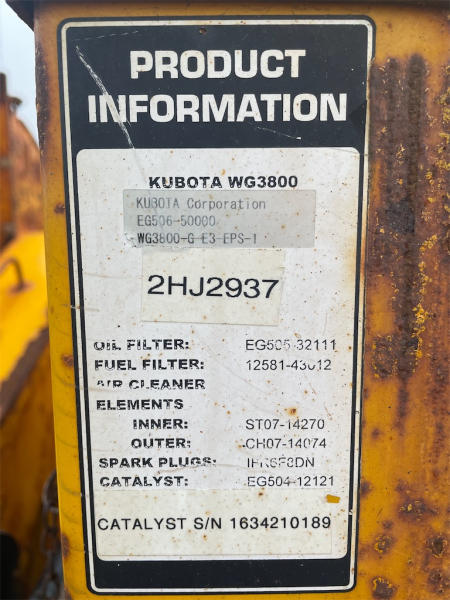 PRODUCT
INFORMATION
KUBOTA WG3800
KUBOTA Corporation
EG506-50000
WG3800-G-E3-EPS-1
2HJ2937
OIL FILTER: EG505-32111
FUEL FILTER: 12581-43012
AIR CLEANER
ELEMENTS
INNER: ST07-14270
OUTER: CH07-14074
SPARK PLUGS: IFR6F8DN
CATALYST: EG504-12121
CATALYST S/N 1634210189